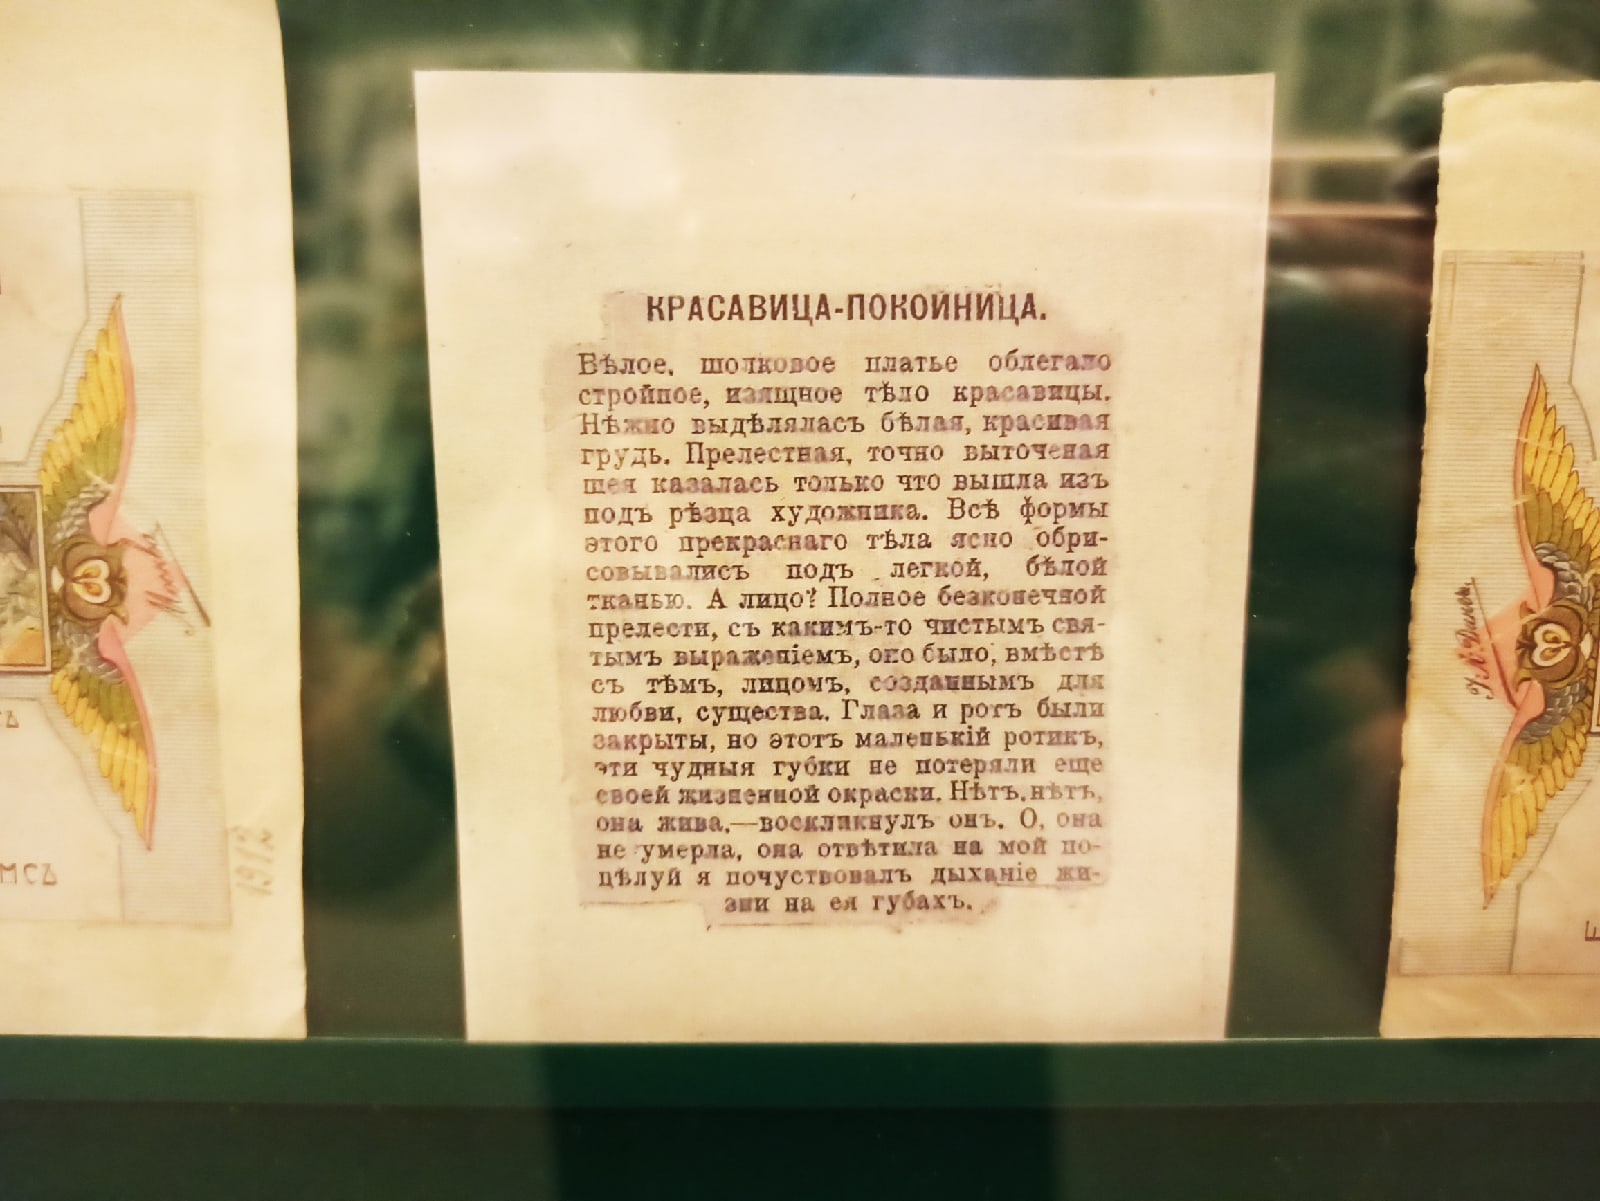 КРАСАВИЦА-ПОКОЙНИЦА.
Бѣлое, шолковое платье облегало
стройное, изящное тѣло красавицы.
Нѣжно выдѣлялась бѣлая, красивая
грудь. Прелестная, точно выточеная
шея казалась только что вышла изъ
подъ рѣзца художника. Всѣ формы
этого прекраснаго тѣла ясно обри-
совывались подъ легкой, бѣлой
тканью. А лицо? Полное безконечной
прелести, съ какимъ-то чистымъ свя-
тымъ выраженіемъ, оно было, вмѣстѣ
съ тѣмъ, лицомъ, созданнымъ для
любви, существа. Глаза и ротъ были
закрыты, но этотъ маленькій ротикъ,
эти чудныя губки не потеряли еще
своей жизненной окраски. Нѣтъ, нѣтъ,
она жива,—воскликнулъ онъ. О, она
не умерла, она отвѣтила на мой по-
цѣлуй я почуствовалъ дыханіе жи-
зни на ея губахъ.
1912